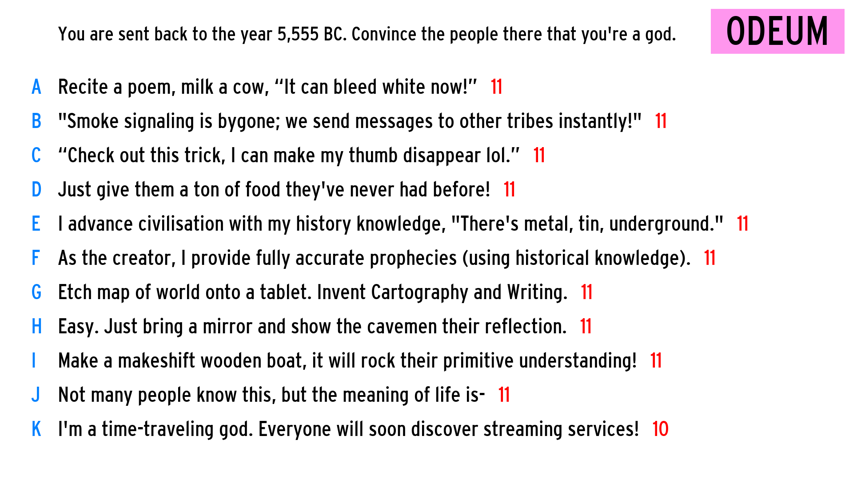 You are sent back to the year 5,555 BC. Convince the people there that you're a god.
ODEUM
A Recite a poem, milk a cow, “It can bleed white now!” 11
B "Smoke signaling is bygone; we send messages to other tribes instantly!" 11
C “Check out this trick, I can make my thumb disappear lol.” 11
D Just give them a ton of food they've never had before! 11
E I advance civilisation with my history knowledge, "There's metal, tin, underground." 11
F As the creator, I provide fully accurate prophecies (using historical knowledge). 11
G Etch map of world onto a tablet. Invent Cartography and Writing. 11
H Easy. Just bring a mirror and show the cavemen their reflection. 11
I Make a makeshift wooden boat, it will rock their primitive understanding! 11
J Not many people know this, but the meaning of life is- 11
K I'm a time-traveling god. Everyone will soon discover streaming services! 10